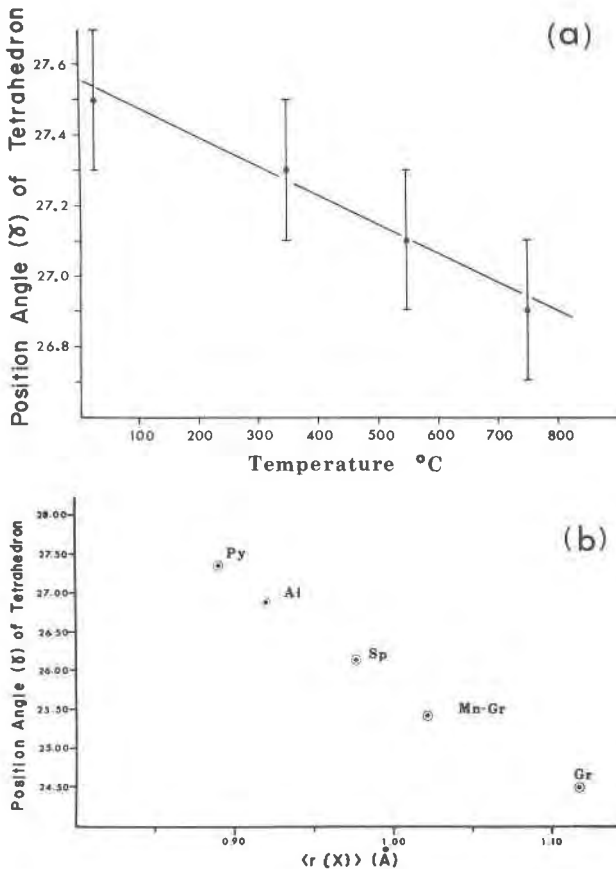 (a)
Position Angle (γ) of Tetrahedron
27.6
27.4
27.2
27.0
26.8
100 200 300 400 500 600 700 800
Temperature °C
(b)
Position Angle (γ) of Tetrahedron
28.00
27.50
27.00
26.50
26.00
25.50
25.00
24.50
Py
Al
Sp
Mn-Gr
Gr
0.90 1.00 1.10
⟨r{X}⟩ (Å)